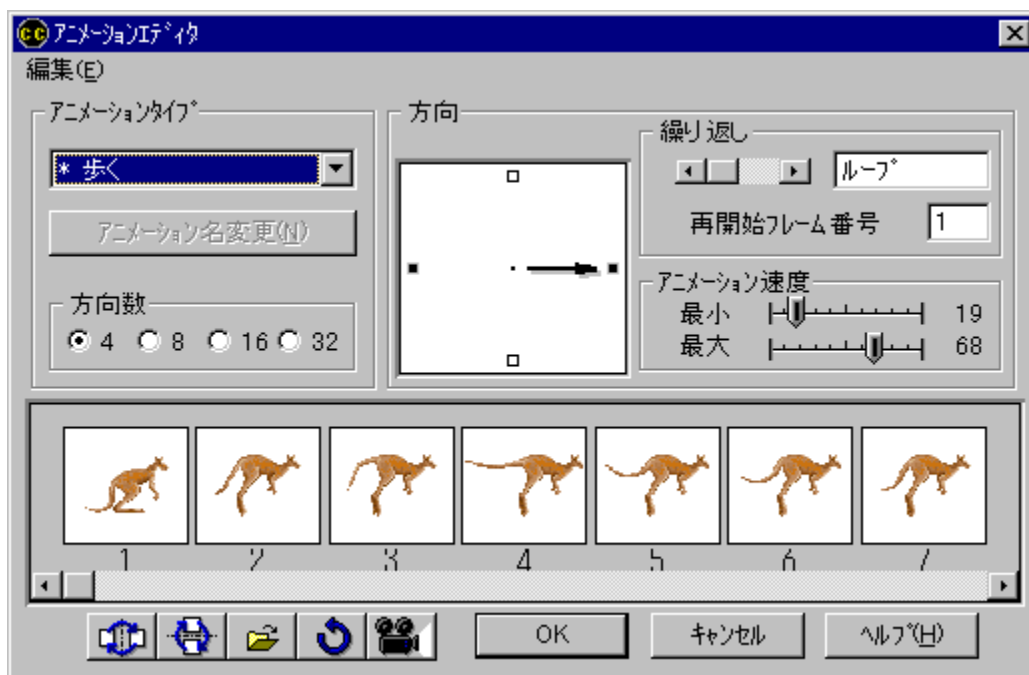 CC ｱﾆﾒｰｼｮﾝｴﾃﾞｨﾀ
編集(E)
ｱﾆﾒｰｼｮﾝﾀｲﾌﾟ
* 歩く
ｱﾆﾒｰｼｮﾝ名変更(N)
方向数
4 8 16 32
方向
繰り返し
ﾙｰﾌﾟ
再開始ﾌﾚｰﾑ番号 1
ｱﾆﾒｰｼｮﾝ速度
最小 19
最大 68
1 2 3 4 5 6 7
OK ｷｬﾝｾﾙ ﾍﾙﾌﾟ(H)